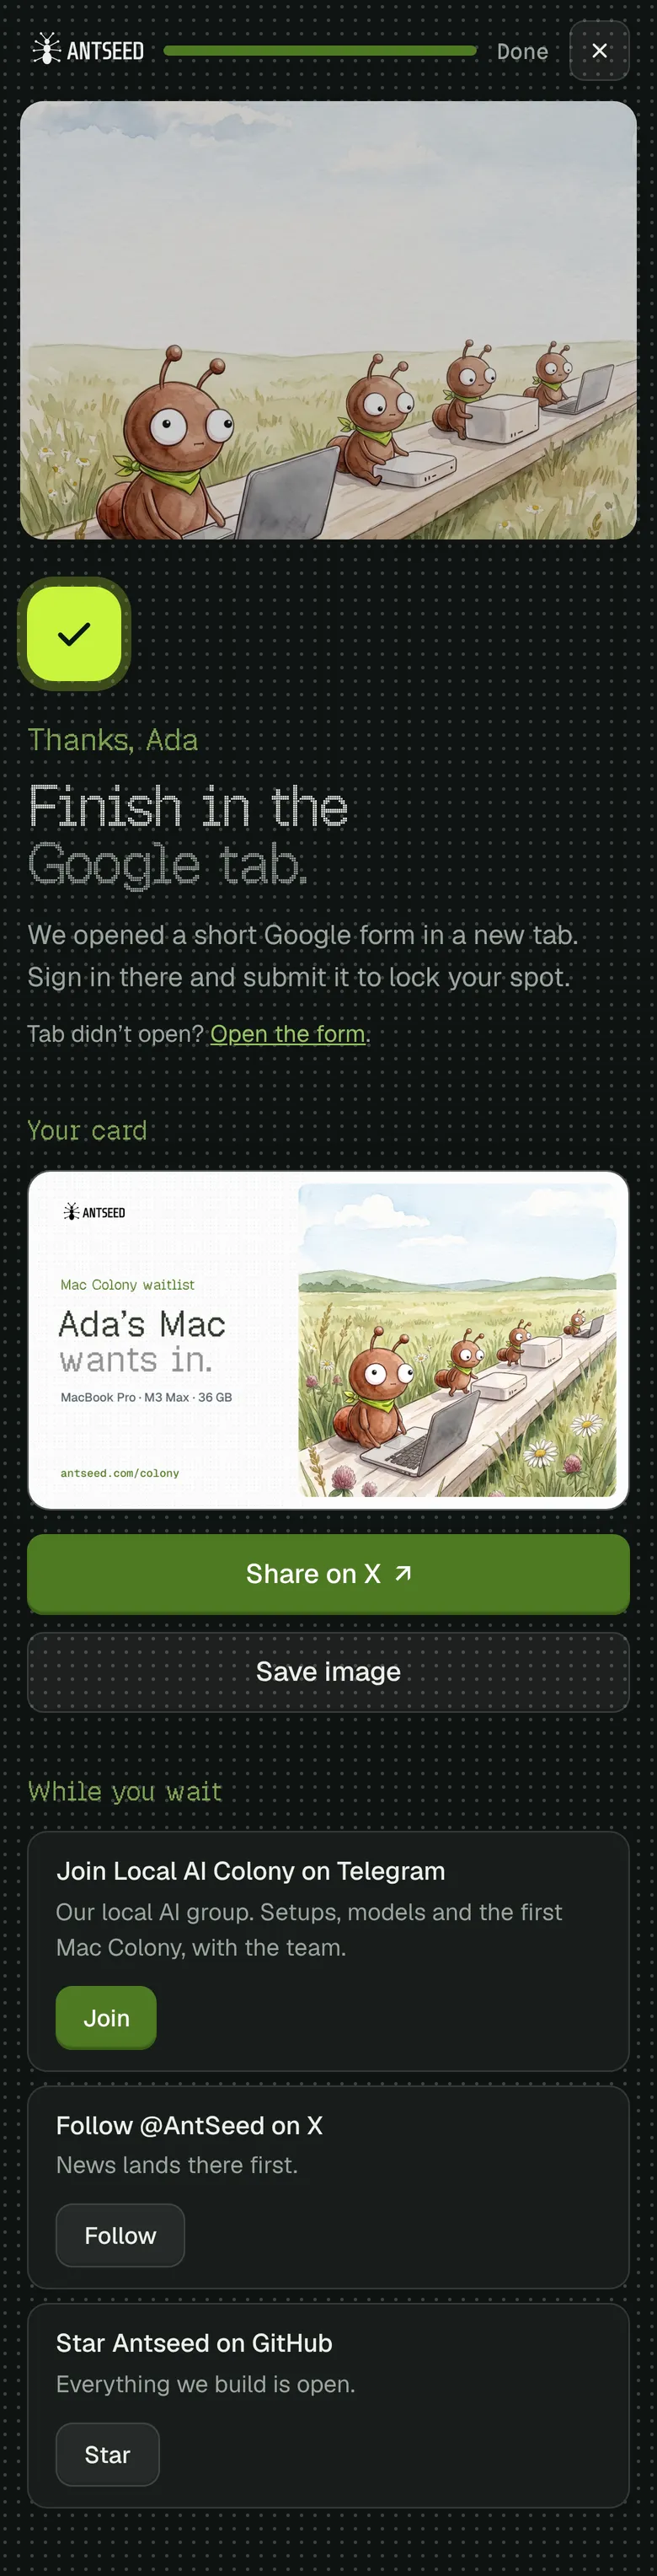 ANTSEED
Done
Thanks, Ada
Finish in the
Google tab.
We opened a short Google form in a new tab.
Sign in there and submit it to lock your spot.
Tab didn’t open? Open the form.
Your card
ANTSEED
Mac Colony waitlist
Ada’s Mac
wants in.
MacBook Pro · M3 Max · 36 GB
antseed.com/colony
Share on X ↗
Save image
While you wait
Join Local AI Colony on Telegram
Our local AI group. Setups, models and the first
Mac Colony, with the team.
Join
Follow @AntSeed on X
News lands there first.
Follow
Star Antseed on GitHub
Everything we build is open.
Star